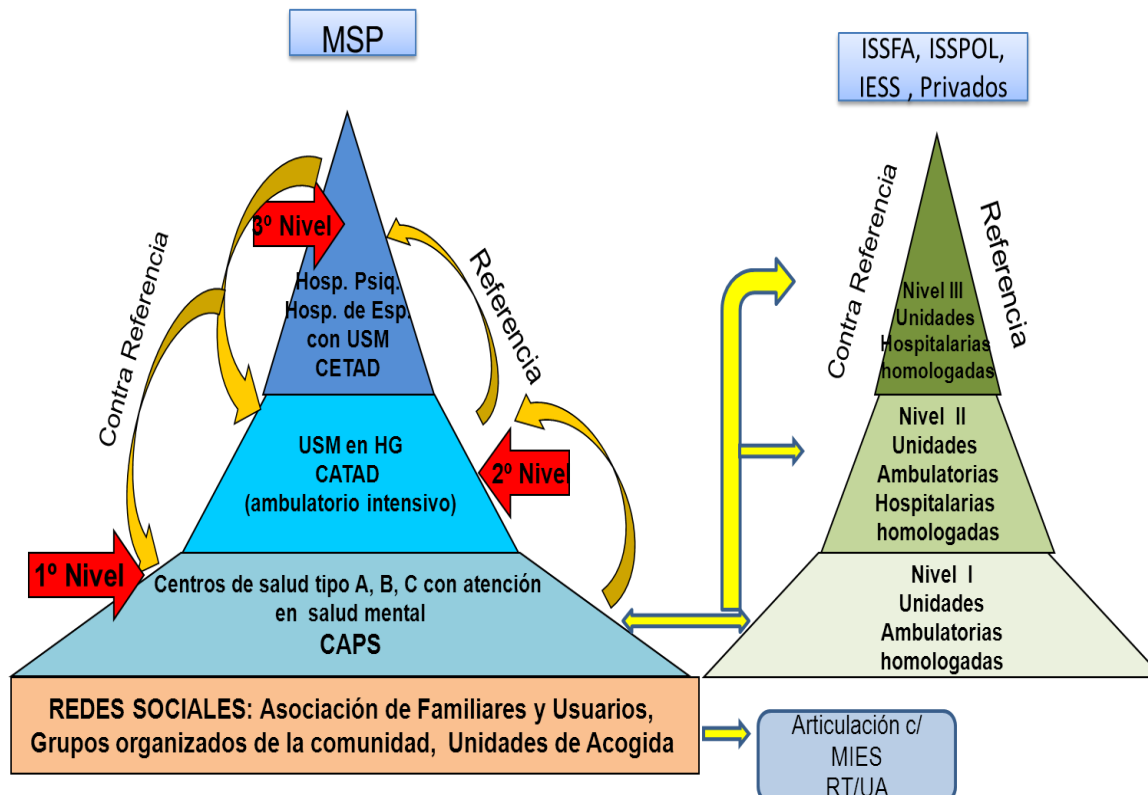 MSP
3º Nivel
Hosp. Psiq.
Hosp. de Esp.
con USM
CETAD
Contra Referencia
Referencia
USM en HG
CATAD
(ambulatorio intensivo)
2º Nivel
1º Nivel
Centros de salud tipo A, B, C con atención
en salud mental
CAPS
REDES SOCIALES: Asociación de Familiares y Usuarios,
Grupos organizados de la comunidad, Unidades de Acogida
Articulación c/
MIES
RT/UA
ISSFA, ISSPOL,
IESS , Privados
Contra Referencia
Referencia
Nivel III
Unidades
Hospitalarias
homologadas
Nivel II
Unidades
Ambulatorias
Hospitalarias
homologadas
Nivel I
Unidades
Ambulatorias
homologadas